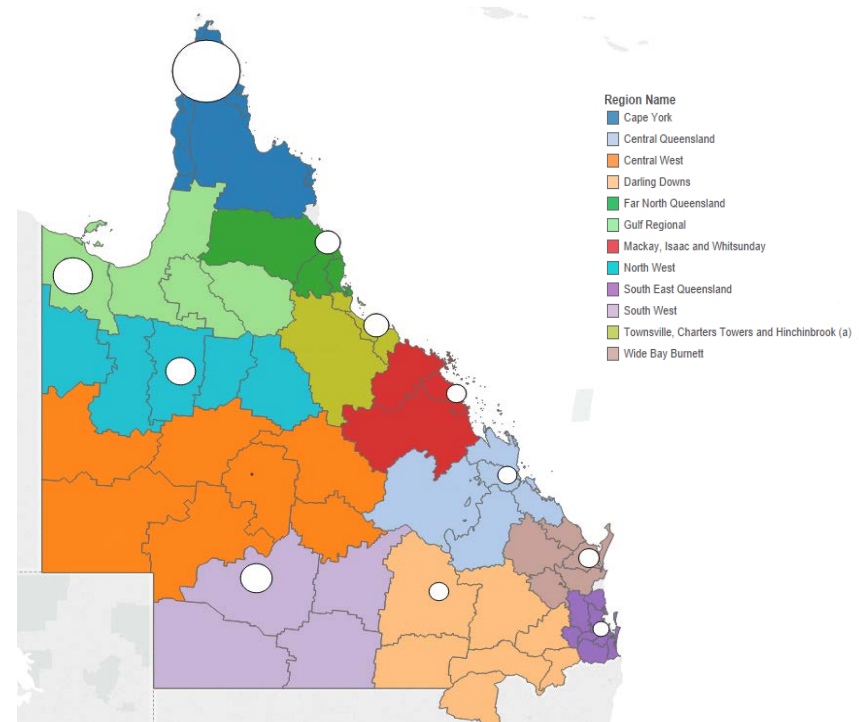 Region Name
Cape York
Central Queensland
Central West
Darling Downs
Far North Queensland
Gulf Regional
Mackay, Isaac and Whitsunday
North West
South East Queensland
South West
Townsville, Charters Towers and Hinchinbrook (a)
Wide Bay Burnett